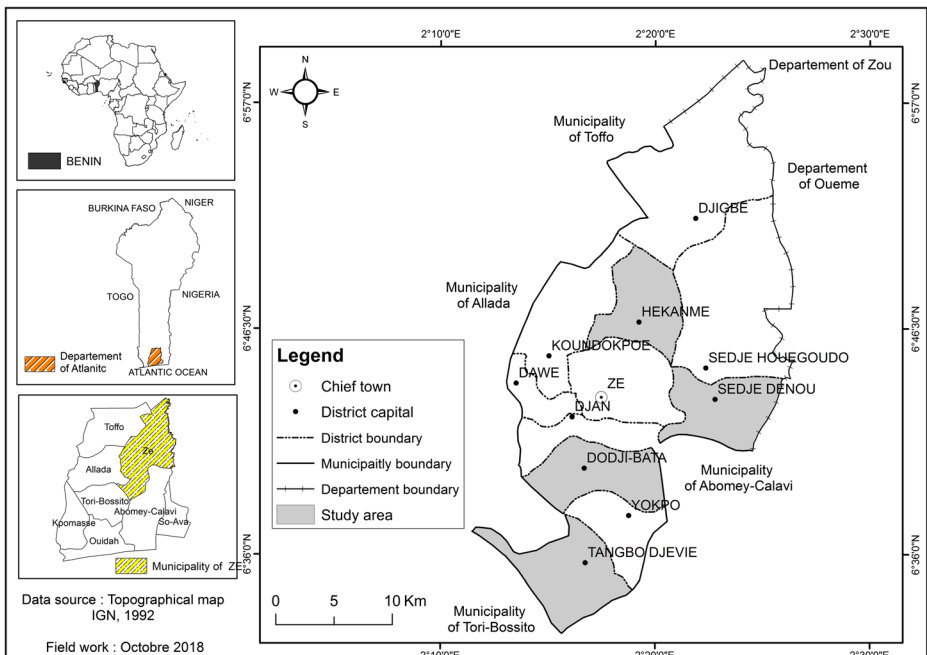 BENIN
BURKINA FASO
NIGER
TOGO
NIGERIA
Departement
of Atlanitc
ATLANTIC OCEAN
Toffo
Ze
Allada
Tori-Bossito
Abomey-Calavi
Kpomasse
So-Ava
Ouidah
Municipality of ZE
Data source : Topographical map
IGN, 1992
Field work : Octobre 2018
2°10'0"E
2°20'0"E
2°30'0"E
6°57'0"N
6°57'0"N
N
W
E
S
Departement of Zou
Municipality
of Toffo
Departement
of Oueme
DJIGBE
Municipality
of Allada
HEKANME
6°46'30"N
6°46'30"N
KOUNDOKPOE
SEDJE HOUEGOUDO
DAWE
ZE
SEDJE DENOU
DJAN
DODJI-BATA
Municipality
of Abomey-Calavi
YOKPO
TANGBO DJEVIE
6°36'0"N
6°36'0"N
Municipality
of Tori-Bossito
Legend
Chief town
District capital
District boundary
Municipaitly boundary
Departement boundary
Study area
0
5
10 Km
2°10'0"E
2°20'0"E
2°30'0"E